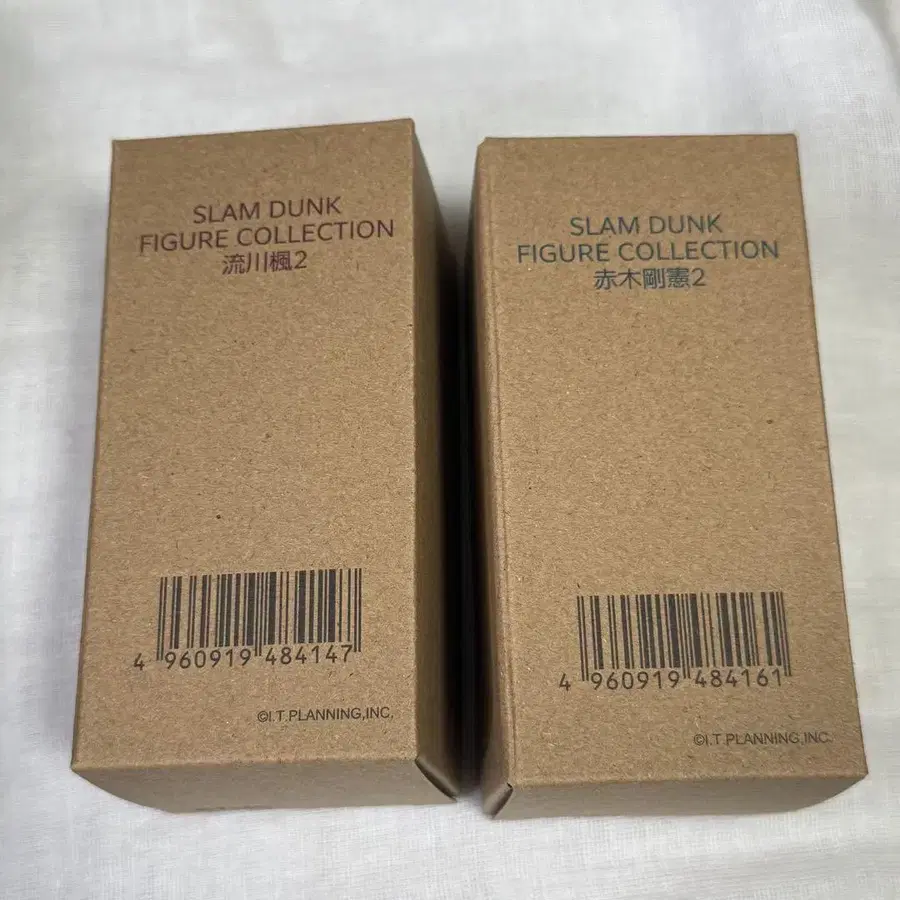 SLAM DUNK
FIGURE COLLECTION
流川楓2
4 960919 484147
©I.T.PLANNING,INC.
SLAM DUNK
FIGURE COLLECTION
赤木剛憲2
4 960919 484161
©I.T.PLANNING,INC.